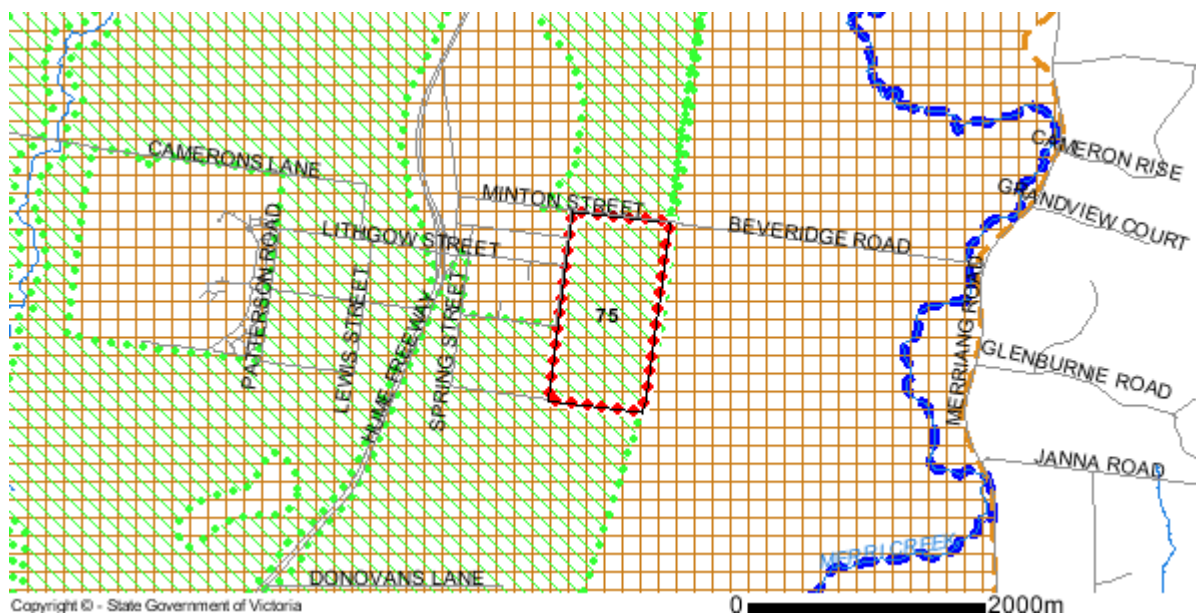 CAMERONS LANE
CAMERON RISE
MINTON STREET
GRANDVIEW COURT
LITHGOW STREET
BEVERIDGE ROAD
PATTERSON ROAD
LEWIS STREET
HUME FREEWAY
SPRING STREET
75
MERRIANG ROAD
GLENBURNIE ROAD
JANNA ROAD
MERRI CREEK
DONOVANS LANE
Copyright © - State Government of Victoria
0 2000m